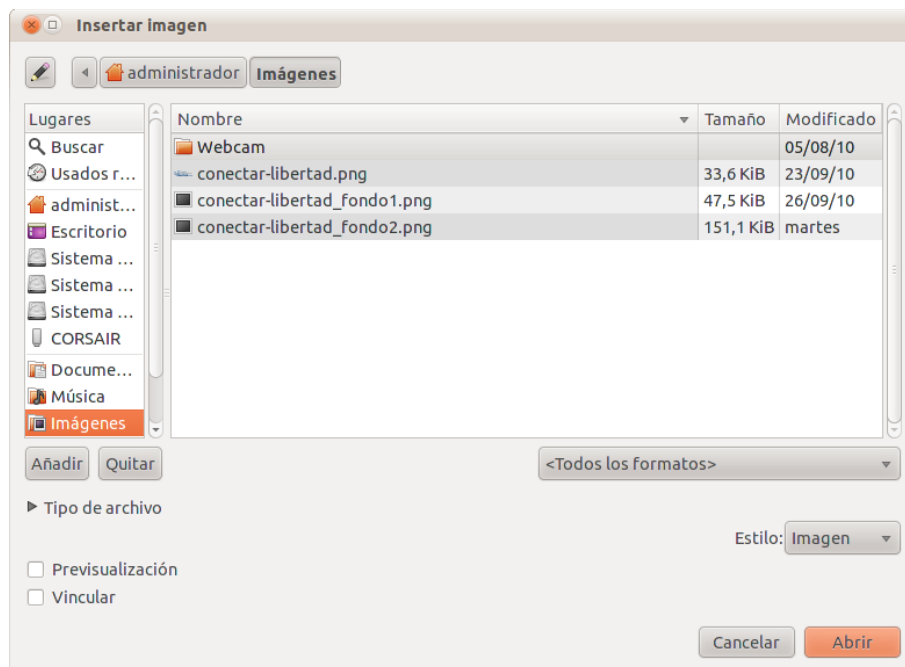 Insertar imagen
administrador Imágenes
Lugares
Buscar
Usados r...
administ...
Escritorio
Sistema ...
Sistema ...
Sistema ...
CORSAIR
Docume...
Música
Imágenes
Nombre Tamaño Modificado
Webcam 05/08/10
conectar-libertad.png 33,6 KiB 23/09/10
conectar-libertad_fondo1.png 47,5 KiB 26/09/10
conectar-libertad_fondo2.png 151,1 KiB martes
Añadir Quitar <Todos los formatos>
Tipo de archivo
Estilo: Imagen
Previsualización
Vincular
Cancelar Abrir